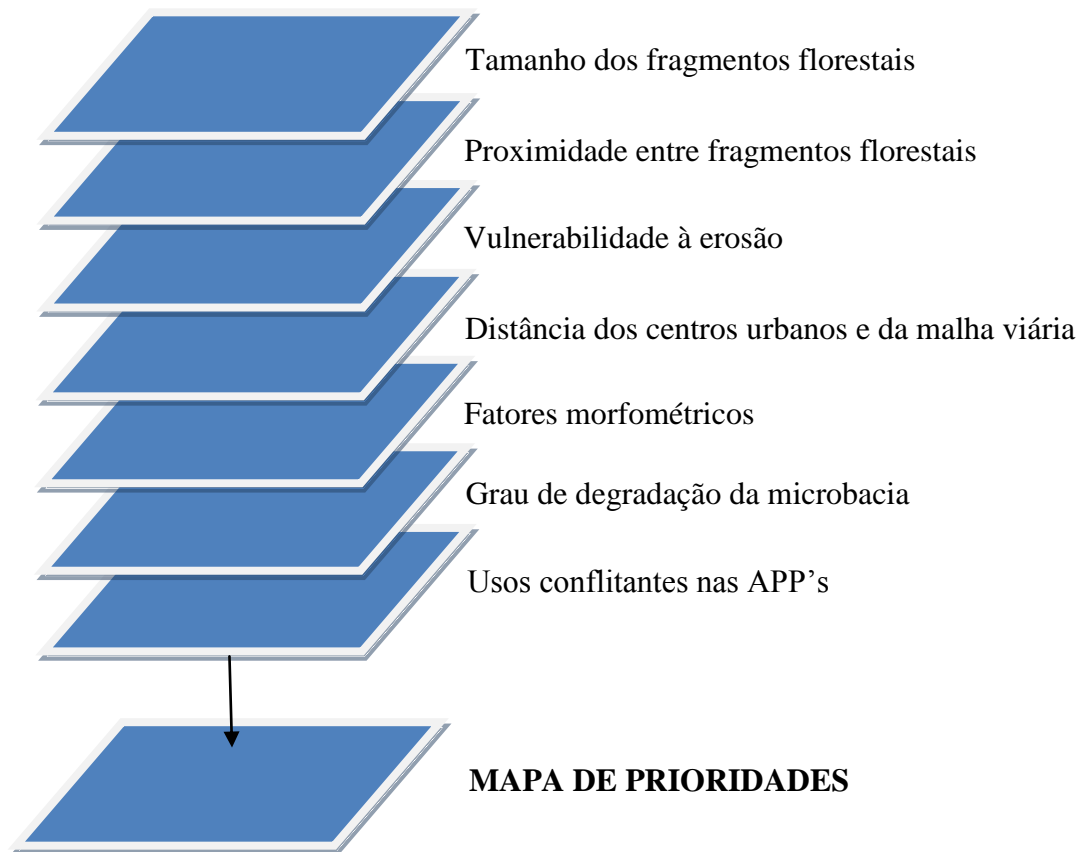 Tamanho dos fragmentos florestais
Proximidade entre fragmentos florestais
Vulnerabilidade à erosão
Distância dos centros urbanos e da malha viária
Fatores morfométricos
Grau de degradação da microbacia
Usos conflitantes nas APP’s
MAPA DE PRIORIDADES